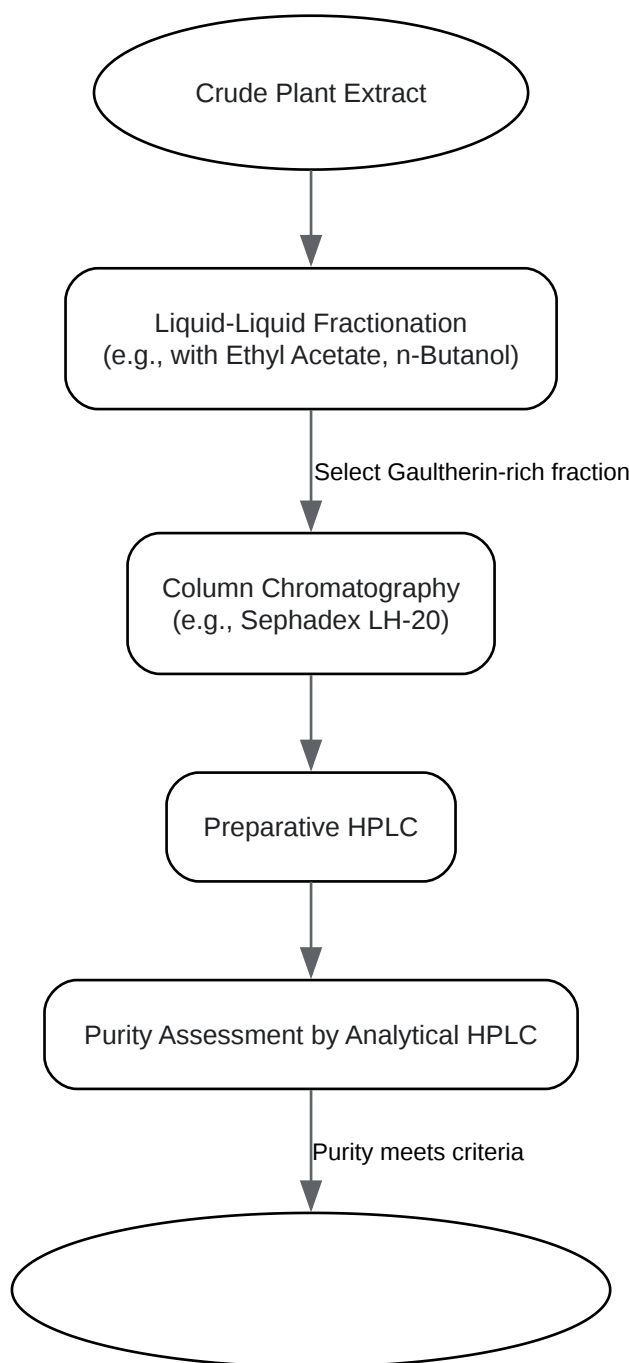 Crude Plant Extract
Liquid-Liquid Fractionation
(e.g., with Ethyl Acetate, n-Butanol)
Select Gaultherin-rich fraction
Column Chromatography
(e.g., Sephadex LH-20)
Preparative HPLC
Purity Assessment by Analytical HPLC
Purity meets criteria